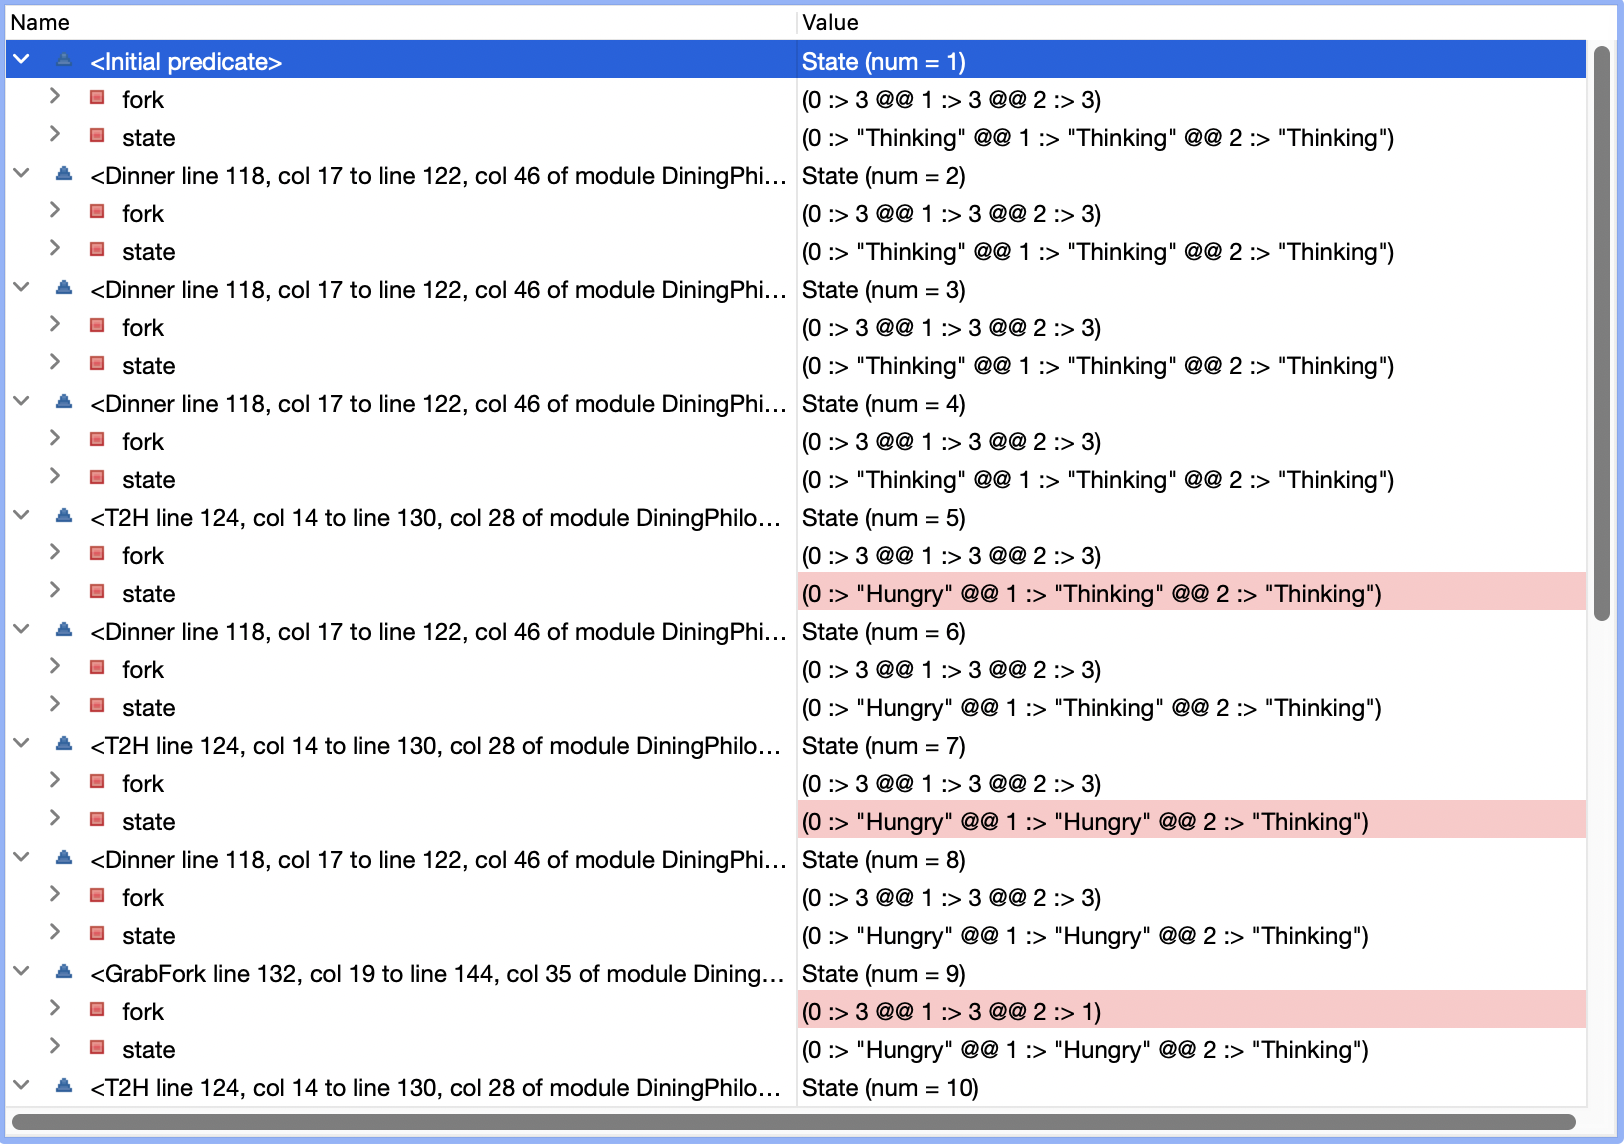 Name Value
<Initial predicate> State (num = 1)
fork (0 :> 3 @@ 1 :> 3 @@ 2 :> 3)
state (0 :> "Thinking" @@ 1 :> "Thinking" @@ 2 :> "Thinking")
<Dinner line 118, col 17 to line 122, col 46 of module DiningPhi... State (num = 2)
fork (0 :> 3 @@ 1 :> 3 @@ 2 :> 3)
state (0 :> "Thinking" @@ 1 :> "Thinking" @@ 2 :> "Thinking")
<Dinner line 118, col 17 to line 122, col 46 of module DiningPhi... State (num = 3)
fork (0 :> 3 @@ 1 :> 3 @@ 2 :> 3)
state (0 :> "Thinking" @@ 1 :> "Thinking" @@ 2 :> "Thinking")
<Dinner line 118, col 17 to line 122, col 46 of module DiningPhi... State (num = 4)
fork (0 :> 3 @@ 1 :> 3 @@ 2 :> 3)
state (0 :> "Thinking" @@ 1 :> "Thinking" @@ 2 :> "Thinking")
<T2H line 124, col 14 to line 130, col 28 of module DiningPhilo... State (num = 5)
fork (0 :> 3 @@ 1 :> 3 @@ 2 :> 3)
state (0 :> "Hungry" @@ 1 :> "Thinking" @@ 2 :> "Thinking")
<Dinner line 118, col 17 to line 122, col 46 of module DiningPhi... State (num = 6)
fork (0 :> 3 @@ 1 :> 3 @@ 2 :> 3)
state (0 :> "Hungry" @@ 1 :> "Thinking" @@ 2 :> "Thinking")
<T2H line 124, col 14 to line 130, col 28 of module DiningPhilo... State (num = 7)
fork (0 :> 3 @@ 1 :> 3 @@ 2 :> 3)
state (0 :> "Hungry" @@ 1 :> "Hungry" @@ 2 :> "Thinking")
<Dinner line 118, col 17 to line 122, col 46 of module DiningPhi... State (num = 8)
fork (0 :> 3 @@ 1 :> 3 @@ 2 :> 3)
state (0 :> "Hungry" @@ 1 :> "Hungry" @@ 2 :> "Thinking")
<GrabFork line 132, col 19 to line 144, col 35 of module Dining... State (num = 9)
fork (0 :> 3 @@ 1 :> 3 @@ 2 :> 1)
state (0 :> "Hungry" @@ 1 :> "Hungry" @@ 2 :> "Thinking")
<T2H line 124, col 14 to line 130, col 28 of module DiningPhilo... State (num = 10)